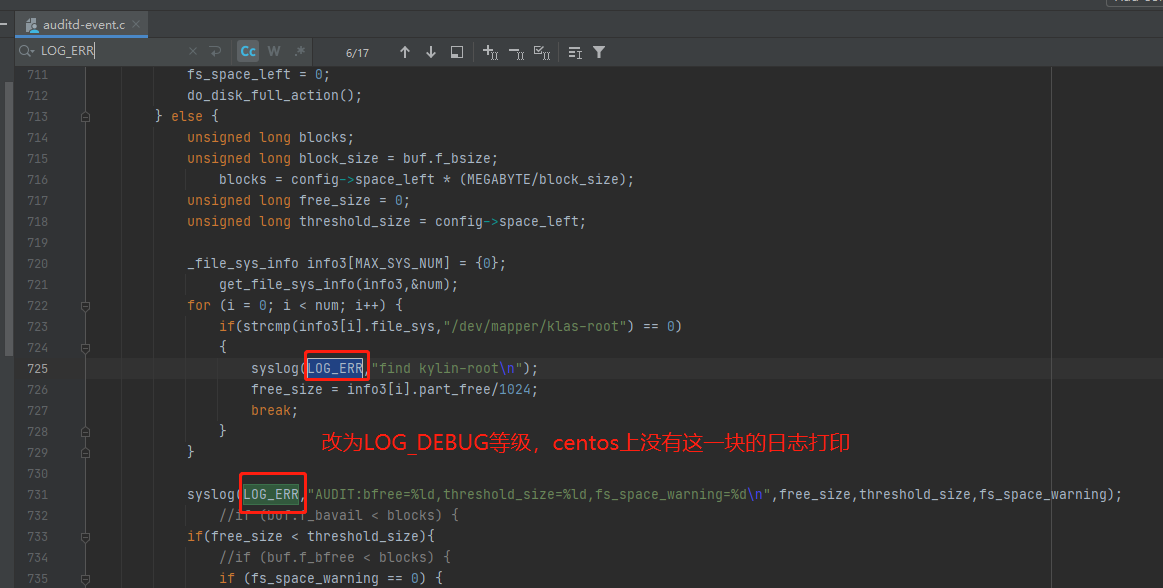 auditd-event.c
LOG_ERR
Cc W .* 6/17
711 fs_space_left = 0;
712 do_disk_full_action();
713 } else {
714 unsigned long blocks;
715 unsigned long block_size = buf.f_bsize;
716 blocks = config->space_left * (MEGABYTE/block_size);
717 unsigned long free_size = 0;
718 unsigned long threshold_size = config->space_left;
719
720 _file_sys_info info3[MAX_SYS_NUM] = {0};
721 get_file_sys_info(info3,&num);
722 for (i = 0; i < num; i++) {
723 if(strcmp(info3[i].file_sys,"/dev/mapper/klas-root") == 0)
724 {
725 syslog(LOG_ERR,"find kylin-root\n");
726 free_size = info3[i].part_free/1024;
727 break;
728 }
改为LOG_DEBUG等级，centos上没有这一块的日志打印
729 }
730
731 syslog(LOG_ERR,"AUDIT:bfree=%ld,threshold_size=%ld,fs_space_warning=%d\n",free_size,threshold_size,fs_space_warning);
732 //if (buf.f_bavail < blocks) {
733 if(free_size < threshold_size){
734 //if (buf.f_bfree < blocks) {
735 if (fs_space_warning == 0) {